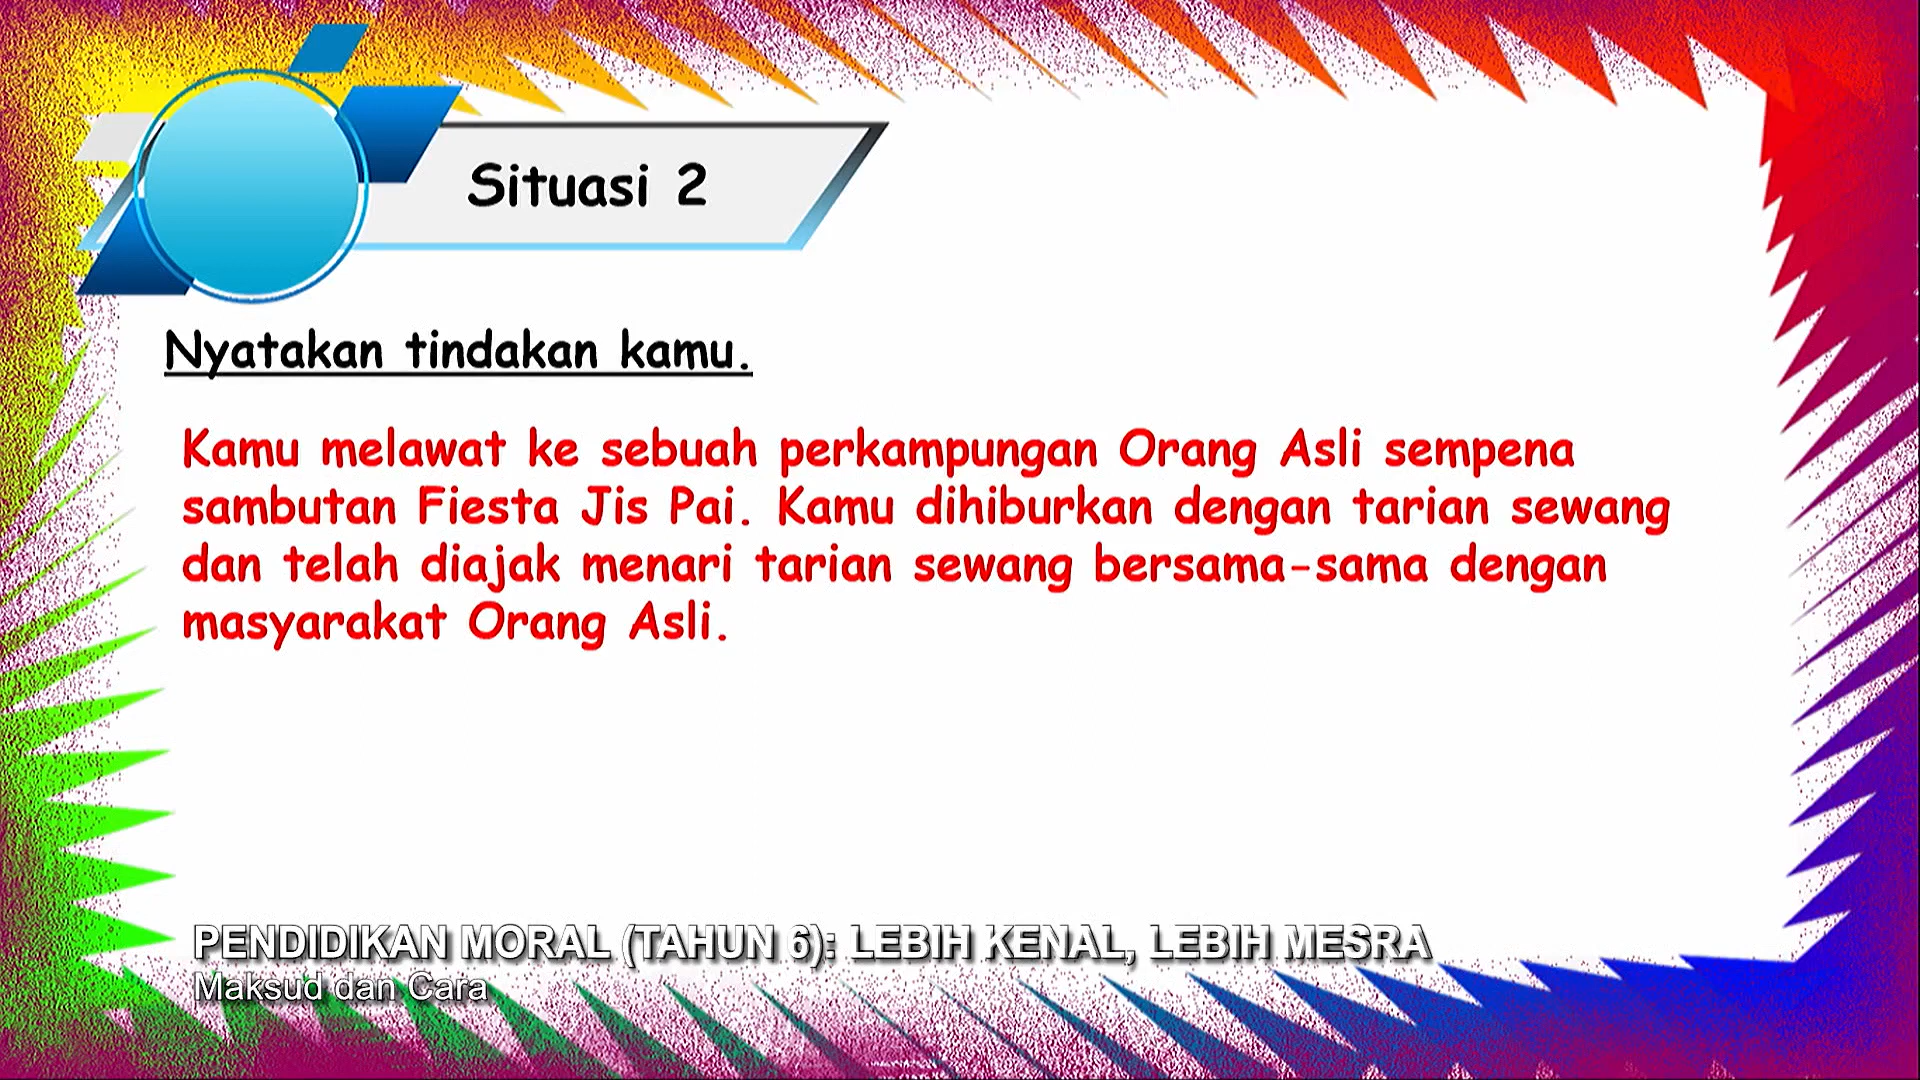 Situasi 2
Nyatakan tindakan kamu.
Kamu melawat ke sebuah perkampungan Orang Asli sempena
sambutan Fiesta Jis Pai. Kamu dihiburkan dengan tarian sewang
dan telah diajak menari tarian sewang bersama-sama dengan
masyarakat Orang Asli.
PENDIDIKAN MORAL (TAHUN 6): LEBIH KENAL, LEBIH MESRA
Maksud dan Cara